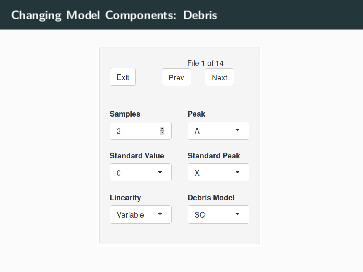 Changing Model Components: Debris
File 1 of 14
Exit Prev Next
Samples Peak
2 A
Standard Value Standard Peak
0 X
Linearity Debris Model
Variable SC